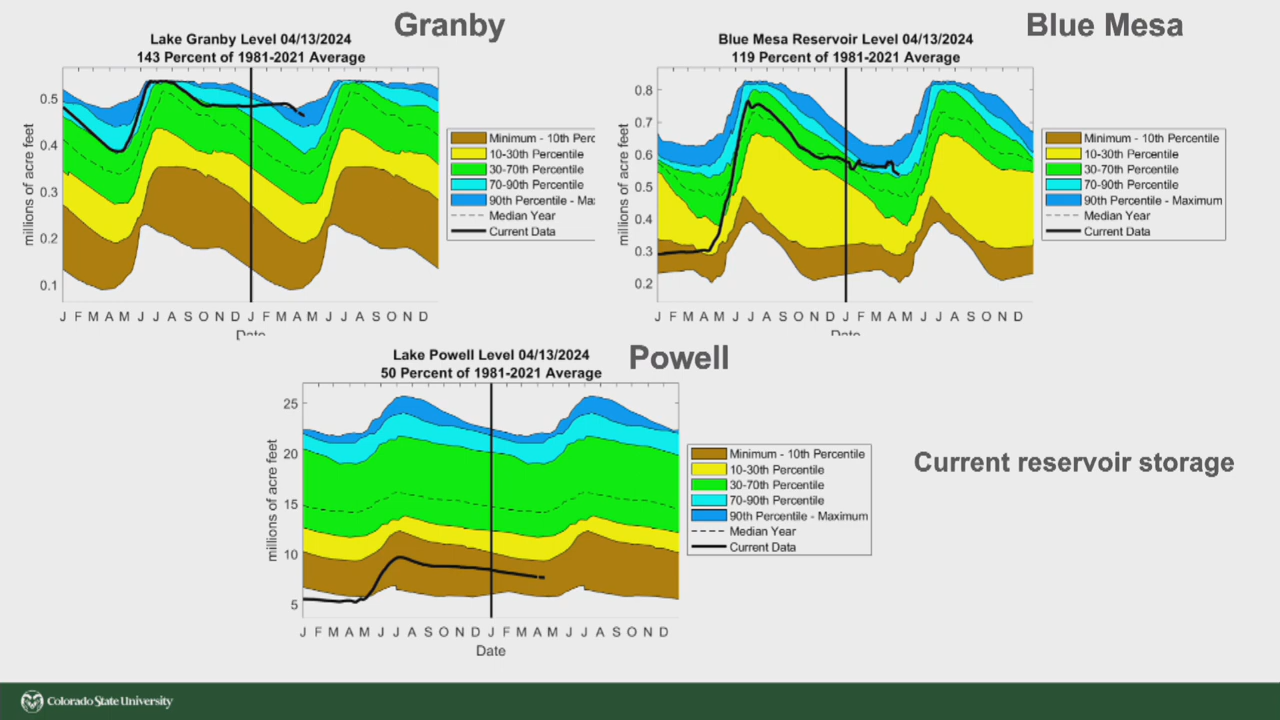 Granby
Blue Mesa
Lake Granby Level 04/13/2024
143 Percent of 1981-2021 Average
0.5
0.4
0.3
0.2
0.1
millions of acre feet
J F M A M J J A S O N D J F M A M J J A S O N D
Date
Minimum - 10th Perc
10-30th Percentile
30-70th Percentile
70-90th Percentile
90th Percentile - Max
Median Year
Current Data
Blue Mesa Reservoir Level 04/13/2024
119 Percent of 1981-2021 Average
0.8
0.7
0.6
0.5
0.4
0.3
0.2
millions of acre feet
J F M A M J J A S O N D J F M A M J J A S O N D
Date
Minimum - 10th Percentile
10-30th Percentile
30-70th Percentile
70-90th Percentile
90th Percentile - Maximum
Median Year
Current Data
Powell
Lake Powell Level 04/13/2024
50 Percent of 1981-2021 Average
25
20
15
10
5
millions of acre feet
J F M A M J J A S O N D J F M A M J J A S O N D
Date
Minimum - 10th Percentile
10-30th Percentile
30-70th Percentile
70-90th Percentile
90th Percentile - Maximum
Median Year
Current Data
Current reservoir storage
Colorado State University